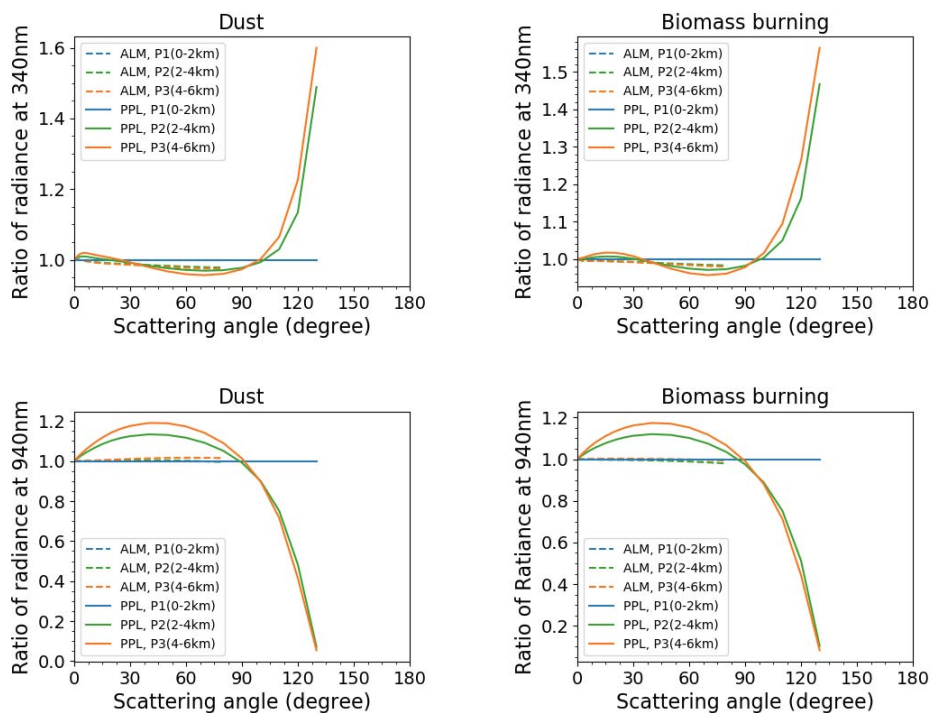 Dust
Ratio of radiance at 340nm
1.6
1.4
1.2
1.0
ALM, P1(0-2km)
ALM, P2(2-4km)
ALM, P3(4-6km)
PPL, P1(0-2km)
PPL, P2(2-4km)
PPL, P3(4-6km)
0 30 60 90 120 150 180
Scattering angle (degree)
Biomass burning
Ratio of radiance at 340nm
1.5
1.4
1.3
1.2
1.1
1.0
ALM, P1(0-2km)
ALM, P2(2-4km)
ALM, P3(4-6km)
PPL, P1(0-2km)
PPL, P2(2-4km)
PPL, P3(4-6km)
0 30 60 90 120 150 180
Scattering angle (degree)
Dust
Ratio of radiance at 940nm
1.2
1.0
0.8
0.6
0.4
0.2
0.0
ALM, P1(0-2km)
ALM, P2(2-4km)
ALM, P3(4-6km)
PPL, P1(0-2km)
PPL, P2(2-4km)
PPL, P3(4-6km)
0 30 60 90 120 150 180
Scattering angle (degree)
Biomass burning
Ratio of Ratiance at 940nm
1.2
1.0
0.8
0.6
0.4
0.2
ALM, P1(0-2km)
ALM, P2(2-4km)
ALM, P3(4-6km)
PPL, P1(0-2km)
PPL, P2(2-4km)
PPL, P3(4-6km)
0 30 60 90 120 150 180
Scattering angle (degree)